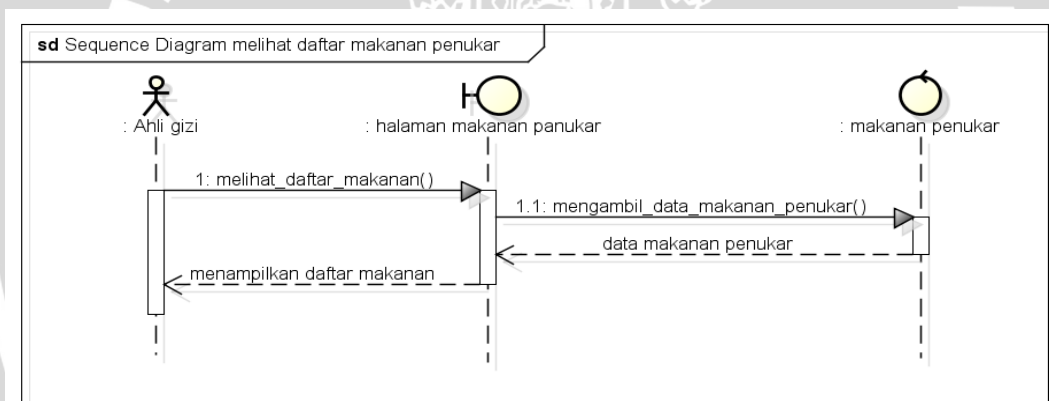 sd Sequence Diagram melihat daftar makanan penukar
: Ahli gizi
: halaman makanan panukar
: makanan penukar
1: melihat_daftar_makanan()
1.1: mengambil_data_makanan_penukar()
data makanan penukar
menampilkan daftar makanan